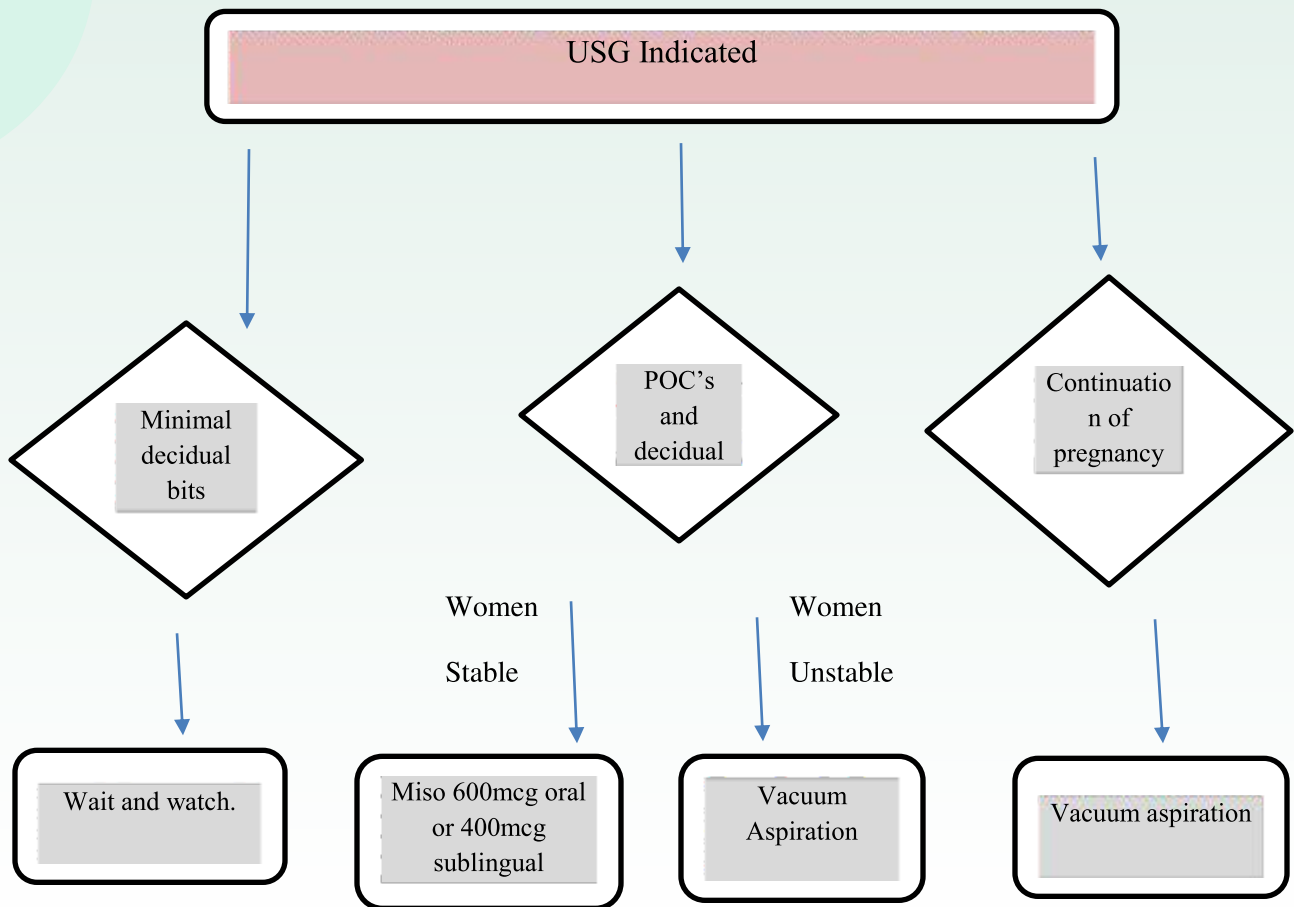 USG Indicated
Minimal
decidual
bits
POC's
and
decidual
Continuatio
n of
pregnancy
Women
Stable
Women
Unstable
Wait and watch.
Miso 600mcg oral
or 400mcg
sublingual
Vacuum
Aspiration
Vacuum aspiration